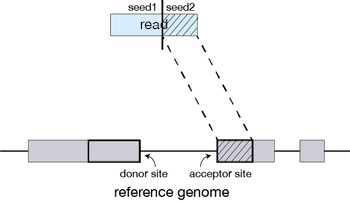 seed1 seed2
read
donor site acceptor site
reference genome